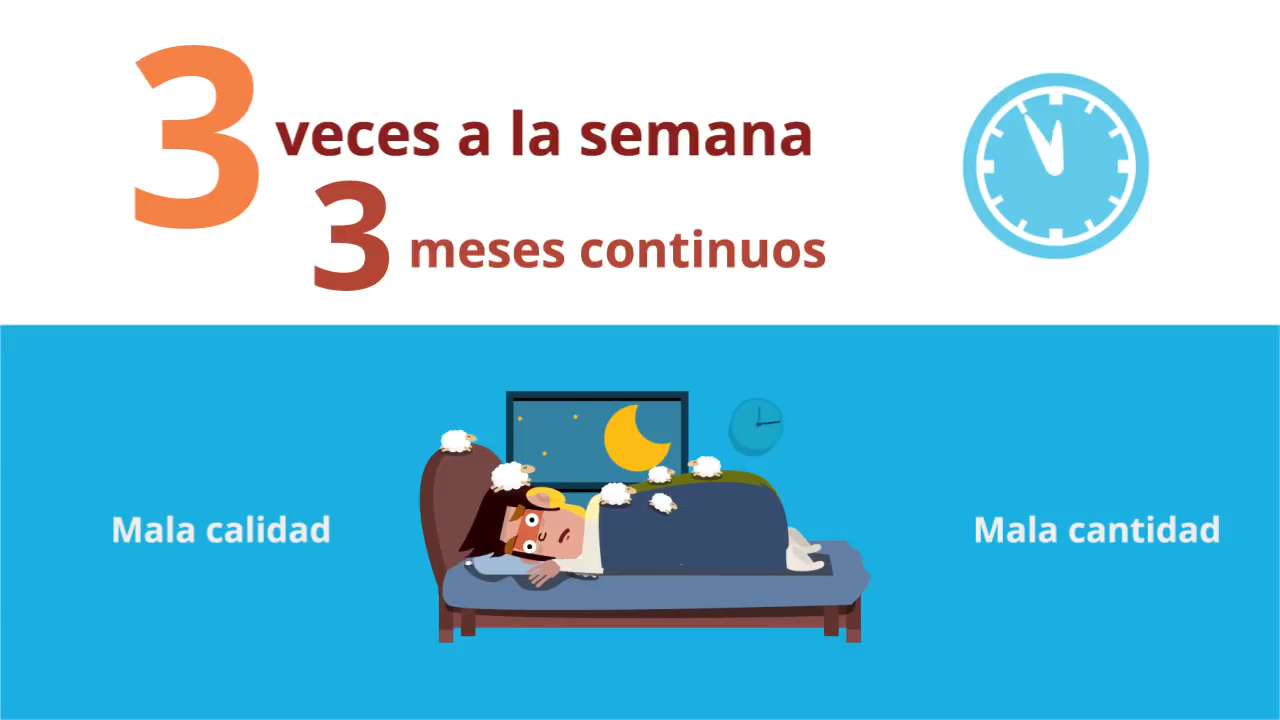 3 veces a la semana
3 meses continuos
Mala calidad
Mala cantidad